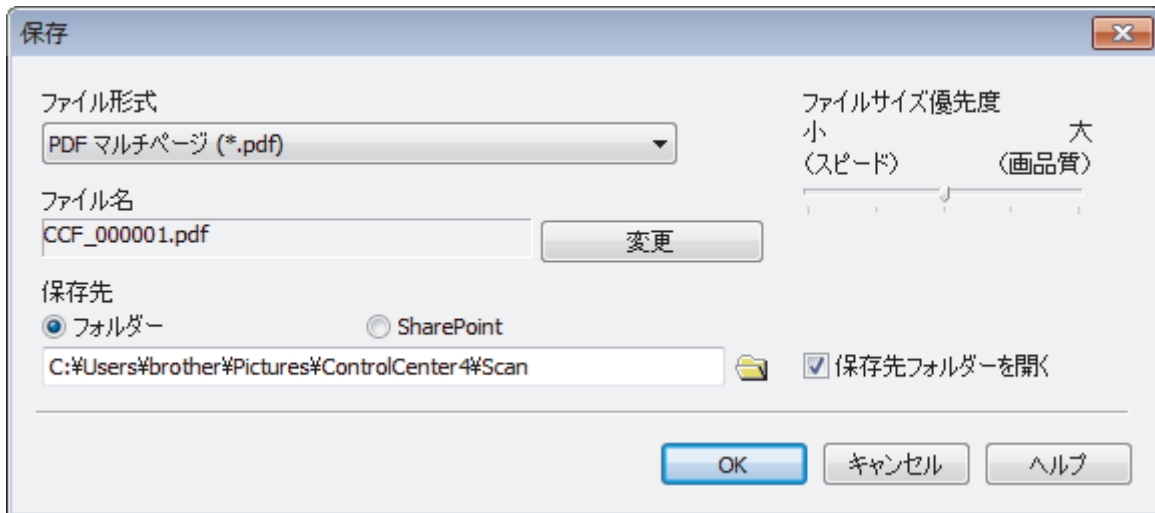 保存
ファイル形式
PDF マルチページ (*.pdf)
ファイル名
CCF_000001.pdf
変更
保存先
フォルダー
SharePoint
C:¥Users¥brother¥Pictures¥ControlCenter4¥Scan
ファイルサイズ優先度
小 大
(スピード) (画品質)
保存先フォルダーを開く
OK キャンセル ヘルプ